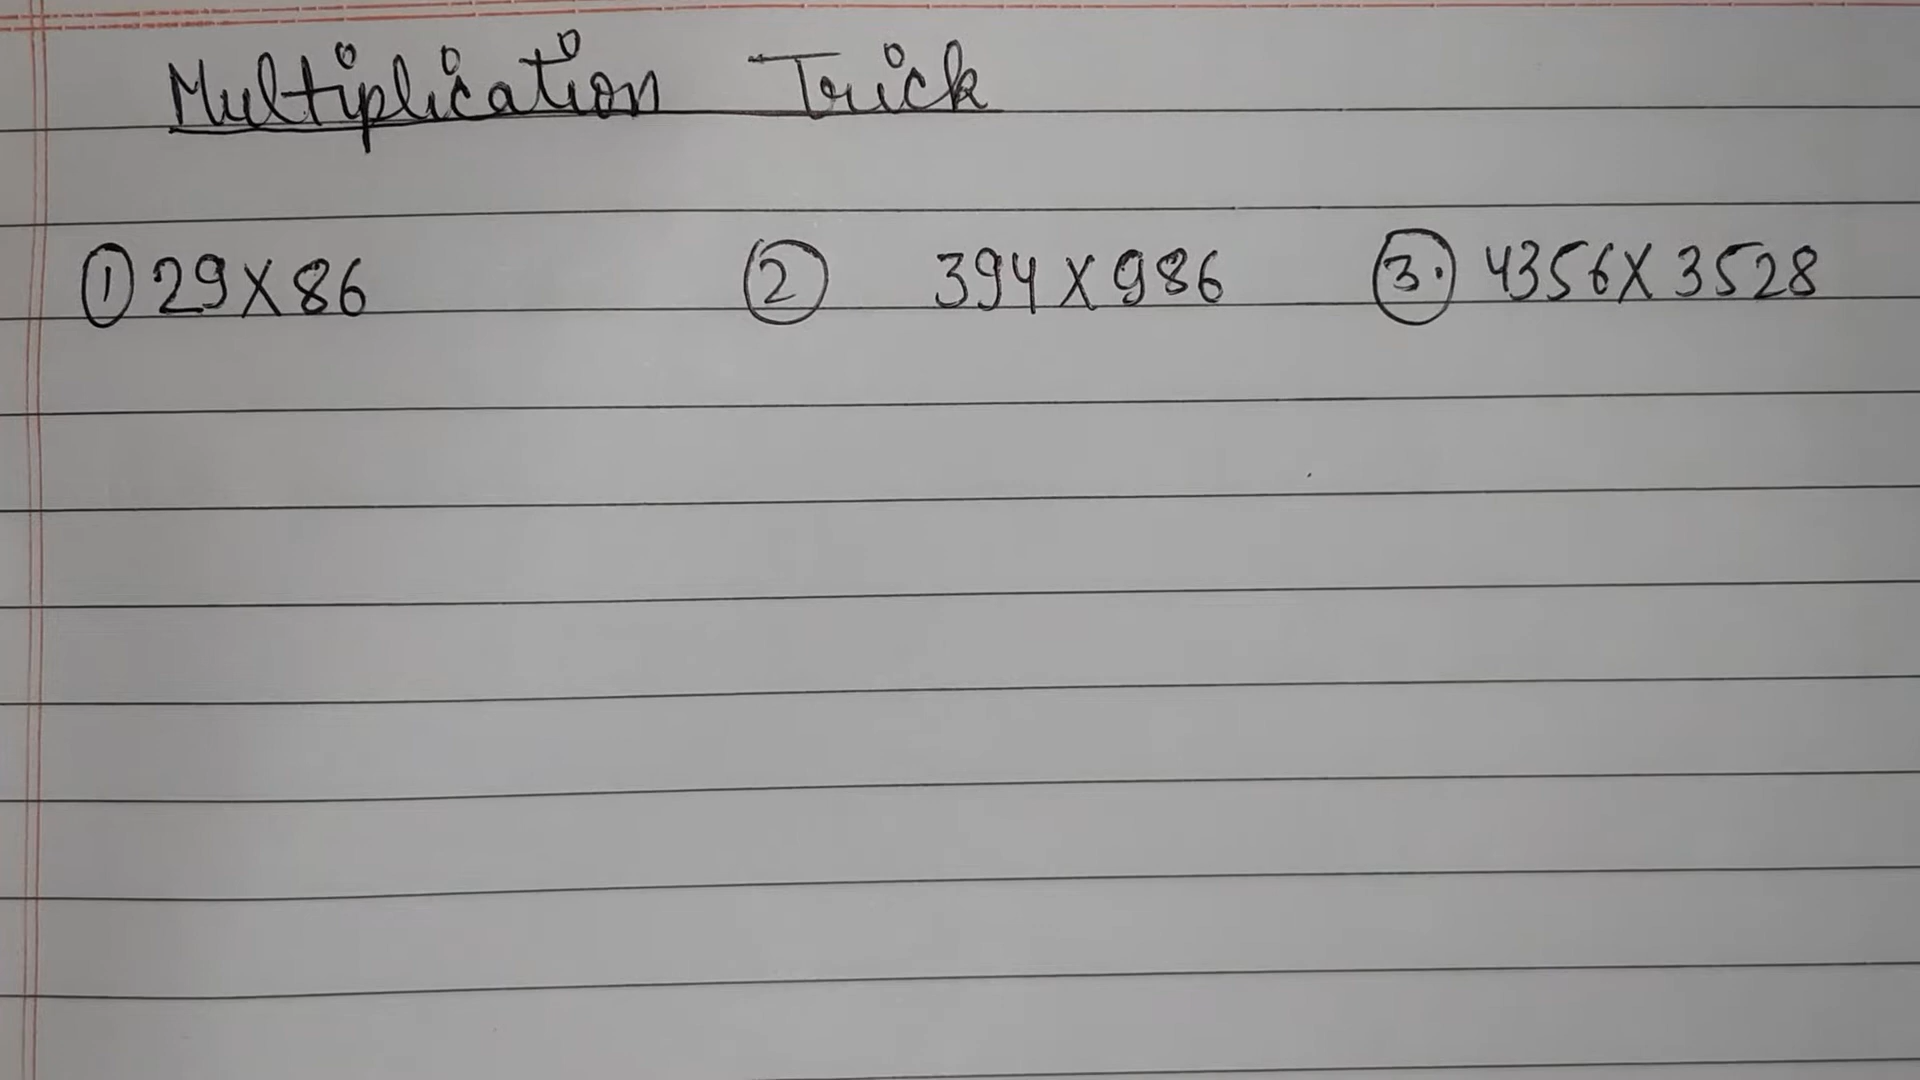 Multiplication Trick
① 29X86 ② 394X986 ③. 4356X3528